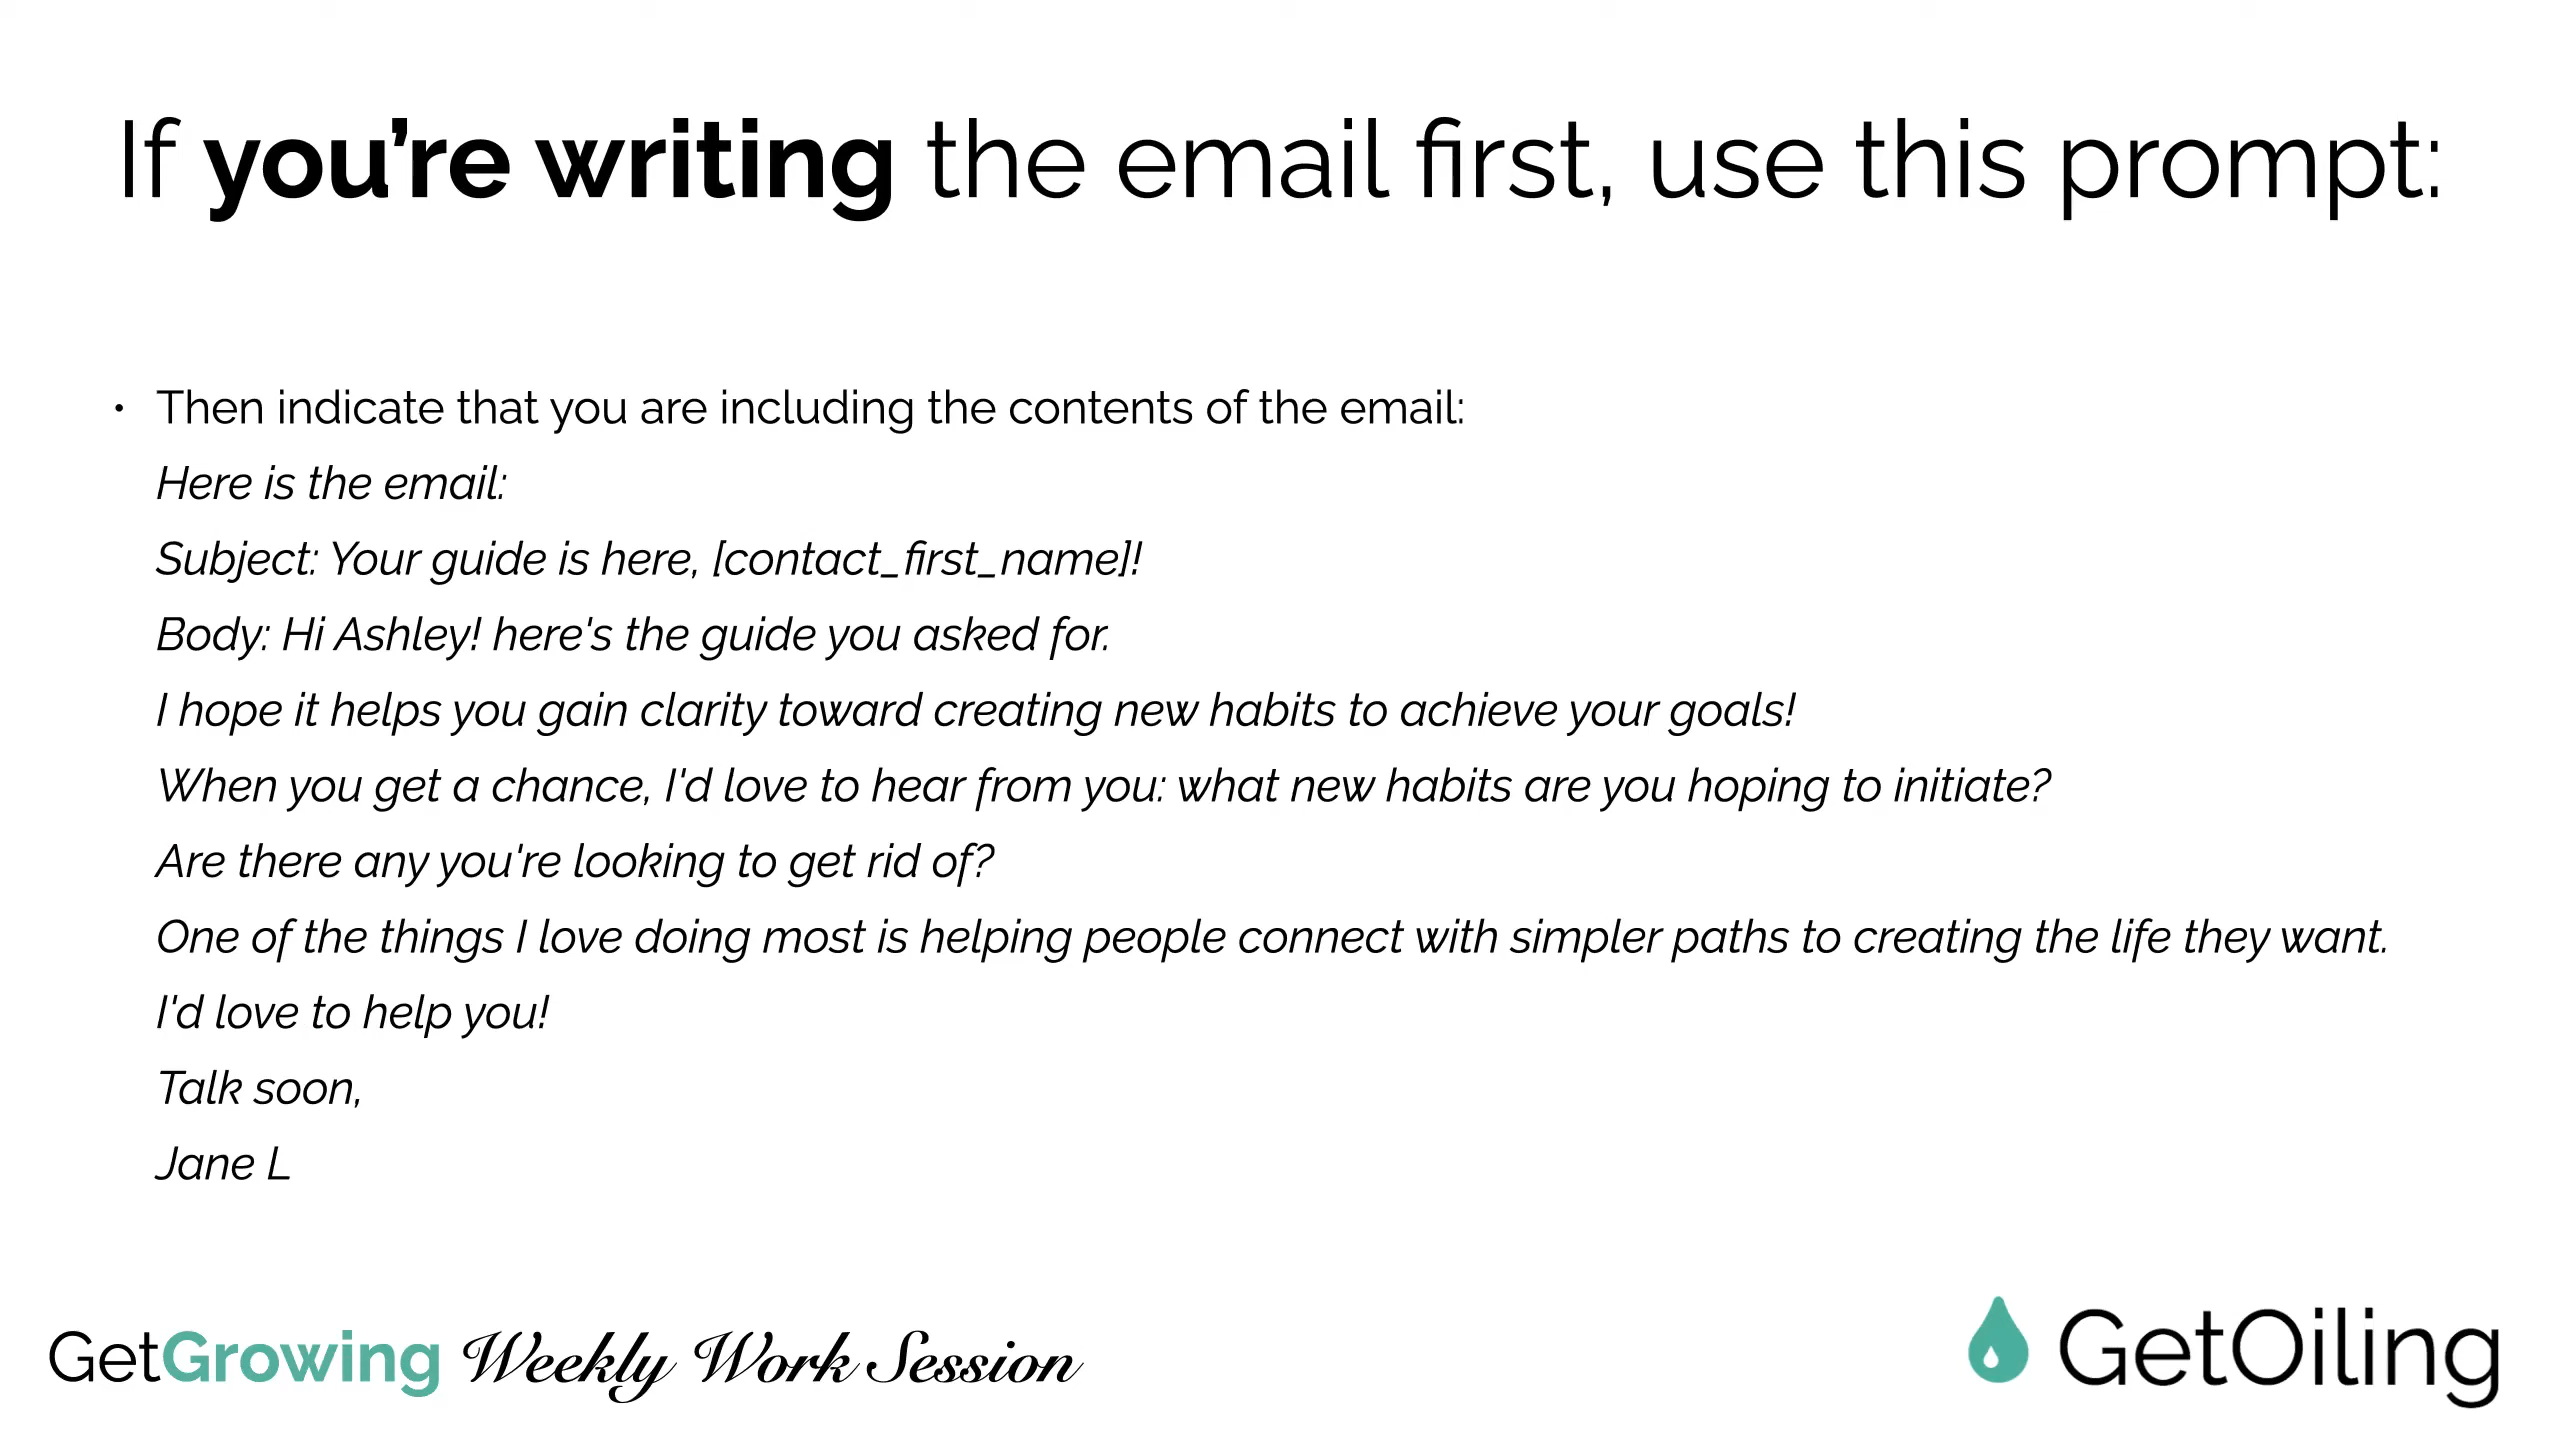 If you’re writing the email first, use this prompt:
• Then indicate that you are including the contents of the email:
Here is the email:
Subject: Your guide is here, [contact_first_name]!
Body: Hi Ashley! here's the guide you asked for.
I hope it helps you gain clarity toward creating new habits to achieve your goals!
When you get a chance, I'd love to hear from you: what new habits are you hoping to initiate?
Are there any you're looking to get rid of?
One of the things I love doing most is helping people connect with simpler paths to creating the life they want.
I'd love to help you!
Talk soon,
Jane L
GetGrowing Weekly Work Session
GetOiling